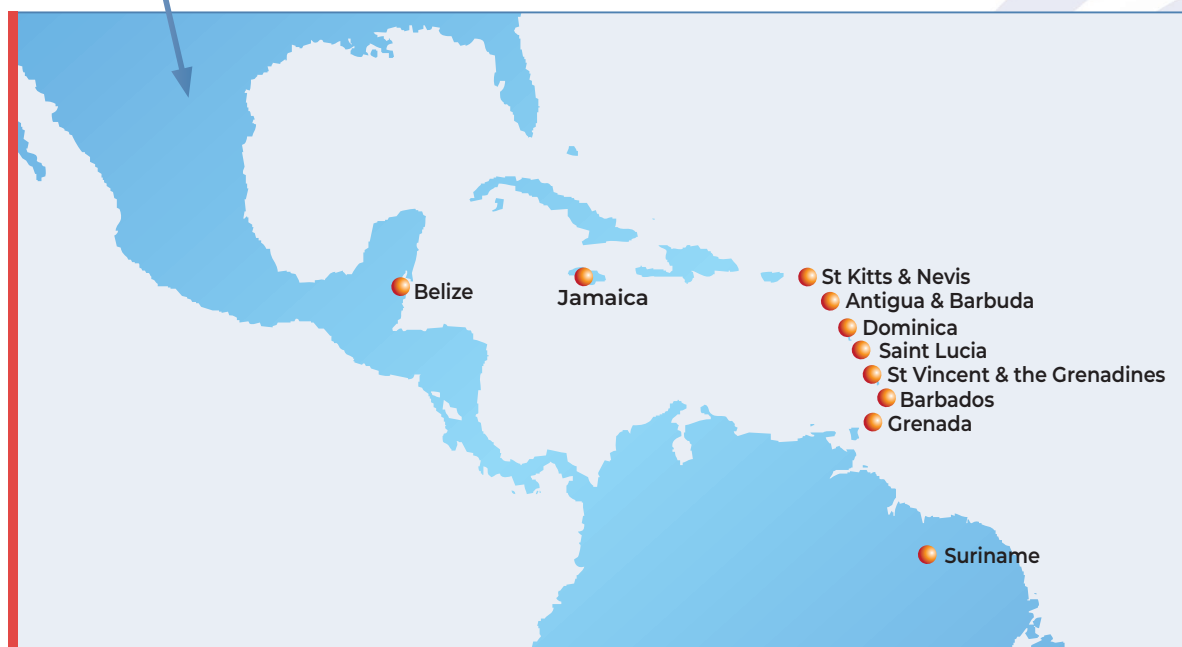 St Kitts & Nevis
Belize
Jamaica
Antigua & Barbuda
Dominica
Saint Lucia
St Vincent & the Grenadines
Barbados
Grenada
Suriname